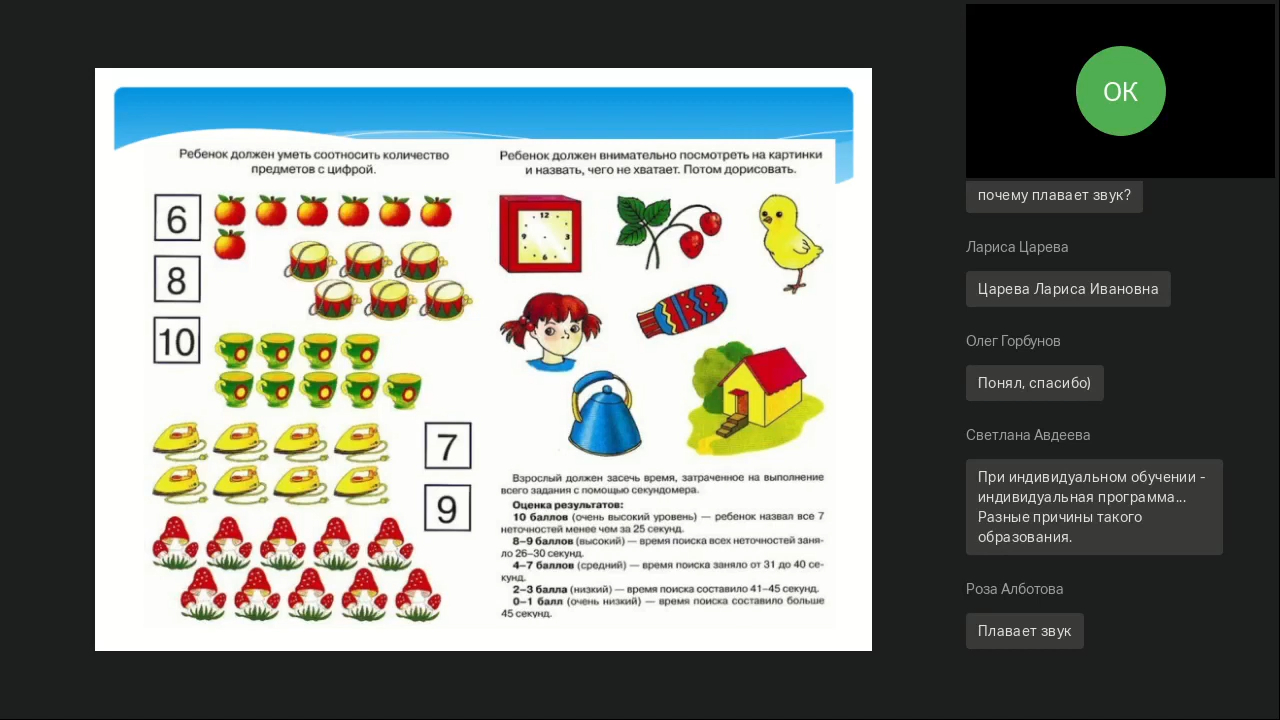 Ребенок должен уметь соотносить количество
предметов с цифрой.
6
8
10
7
9
Ребенок должен внимательно посмотреть на картинки
и назвать, чего не хватает. Потом дорисовать.
12
9
3
6
Взрослый должен засечь время, затраченное на выполнение
всего задания с помощью секундомера.
Оценка результатов:
10 баллов (очень высокий уровень) — ребенок назвал все 7
неточностей менее чем за 25 секунд.
8–9 баллов (высокий) — время поиска всех неточностей заня-
ло 26–30 секунд.
4–7 баллов (средний) — время поиска заняло от 31 до 40 се-
кунд.
2–3 балла (низкий) — время поиска составило 41–45 секунд.
0–1 балл (очень низкий) — время поиска составило больше
45 секунд.
ОК
почему плавает звук?
Лариса Царева
Царева Лариса Ивановна
Олег Горбунов
Понял, спасибо)
Светлана Авдеева
При индивидуальном обучении -
индивидуальная программа...
Разные причины такого
образования.
Роза Алботова
Плавает звук